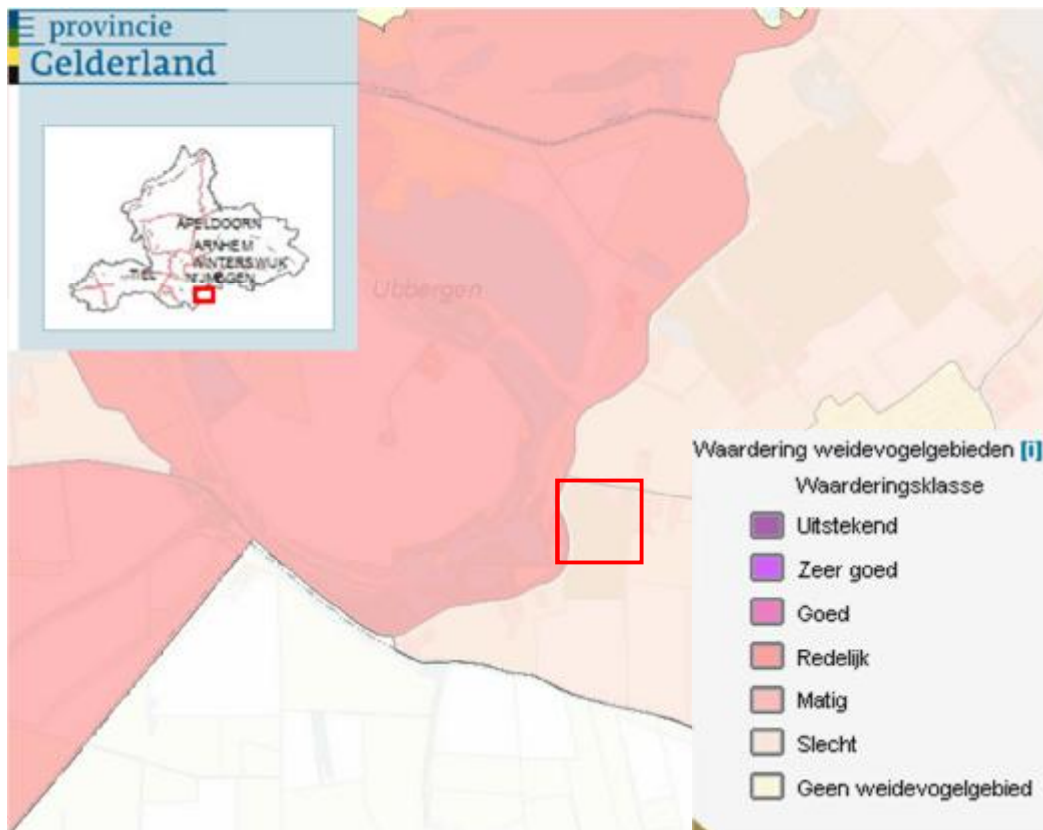 provincie
Gelderland
APELDOORN
ARNHEM
WINTERSWIJK
TIEL NIJMEGEN
Ubbergen
Waardering weidevogelgebieden [i]
Waarderingsklasse
Uitstekend
Zeer goed
Goed
Redelijk
Matig
Slecht
Geen weidevogelgebied